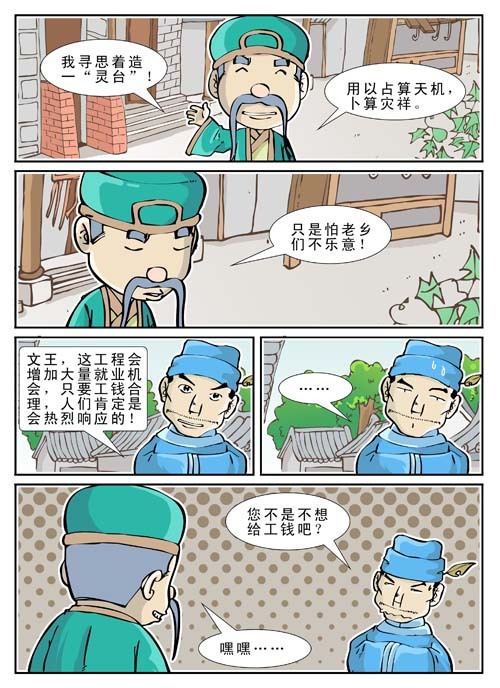 我寻思着造
一“灵台”！
用以占算天机，
卜算灾祥。
只是怕老乡
们不乐意！
文王，这工程会
增加大量就业机
会，只要工钱合
理，人们肯定是
会热烈响应的！
……
您不是不想
给工钱吧？
嘿嘿……